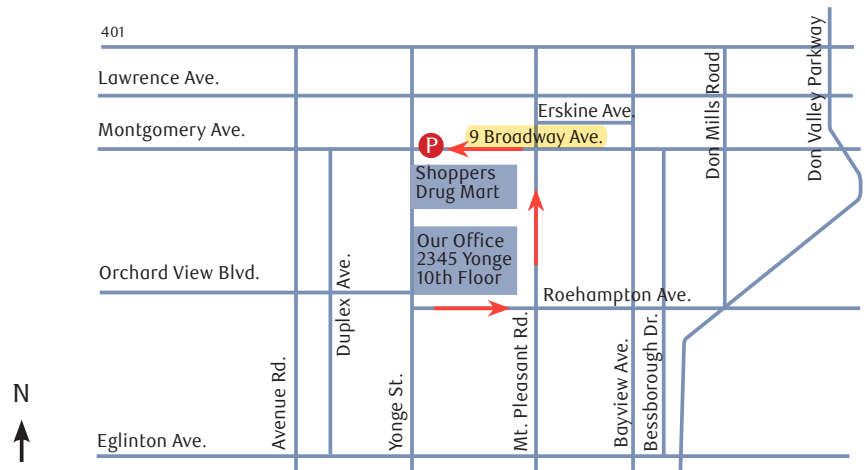 401
Lawrence Ave.
Erskine Ave.
Montgomery Ave.
P
9 Broadway Ave.
Don Mills Road
Don Valley Parkway
Shoppers
Drug Mart
Our Office
2345 Yonge
10th Floor
Orchard View Blvd.
Roehampton Ave.
Duplex Ave.
Avenue Rd.
Yonge St.
Mt. Pleasant Rd.
Bayview Ave.
Bessborough Dr.
N
Eglinton Ave.